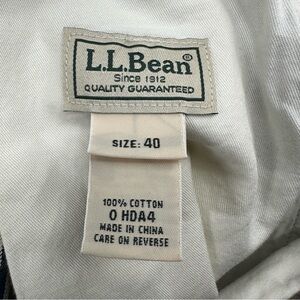 L.L.Bean®
Since 1912
QUALITY GUARANTEED
SIZE: 40
100% COTTON
0 HDA4
MADE IN CHINA
CARE ON REVERSE